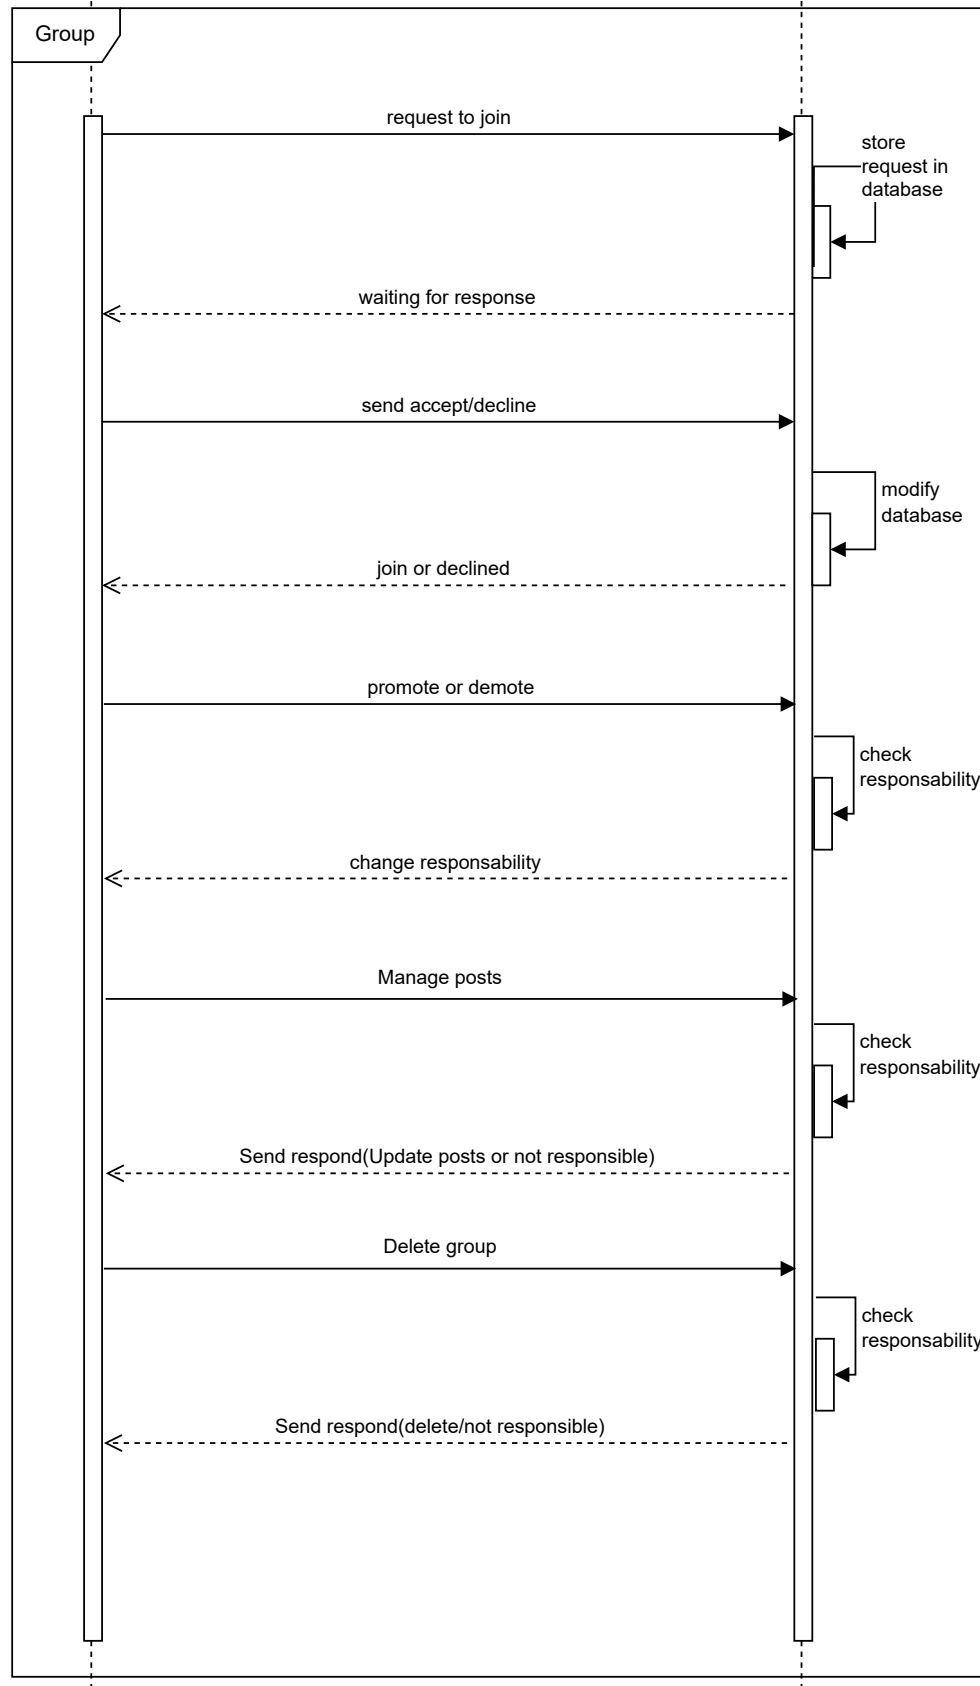 Group
request to join
store
request in
database
waiting for response
send accept/decline
modify
database
join or declined
promote or demote
check
responsability
change responsability
Manage posts
check
responsability
Send respond(Update posts or not responsible)
Delete group
check
responsability
Send respond(delete/not responsible)